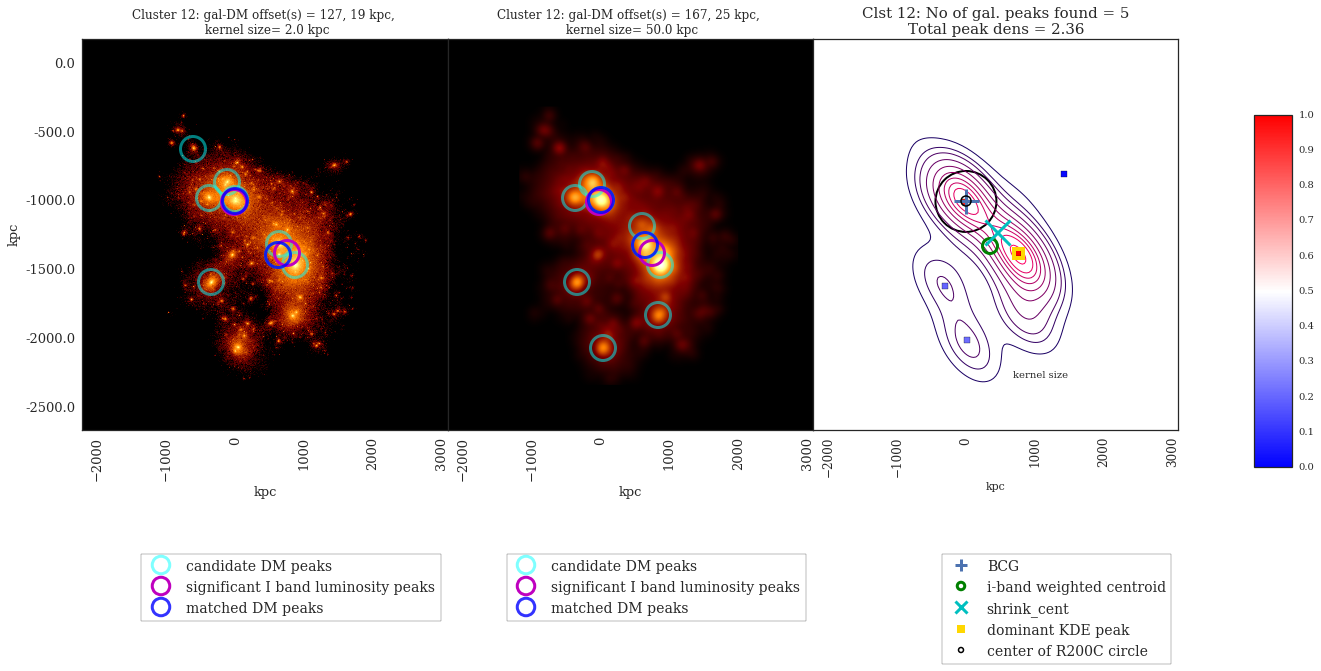 Cluster 12: gal-DM offset(s) = 127, 19 kpc,
kernel size= 2.0 kpc
Cluster 12: gal-DM offset(s) = 167, 25 kpc,
kernel size= 50.0 kpc
Clst 12: No of gal. peaks found = 5
Total peak dens = 2.36
0.0
-500.0
-1000.0
-1500.0
-2000.0
-2500.0
kpc
−2000
−1000
0
1000
2000
3000
kpc
−2000
−1000
0
1000
2000
3000
kpc
kernel size
−2000
−1000
0
1000
2000
3000
kpc
1.0
0.9
0.8
0.7
0.6
0.5
0.4
0.3
0.2
0.1
0.0
candidate DM peaks
significant I band luminosity peaks
matched DM peaks
candidate DM peaks
significant I band luminosity peaks
matched DM peaks
BCG
i-band weighted centroid
shrink_cent
dominant KDE peak
center of R200C circle